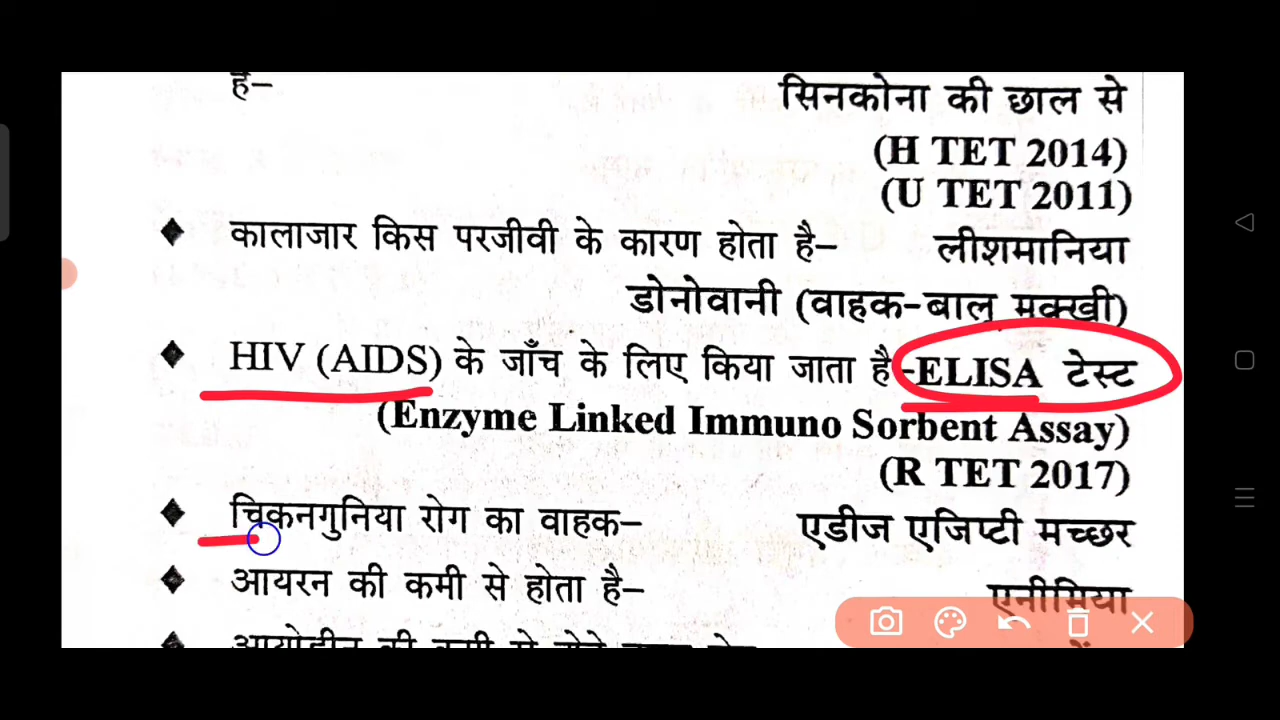 है–
सिनकोना की छाल से
(H TET 2014)
(U TET 2011)
कालाजार किस परजीवी के कारण होता है– लीशमानिया
डोनोवानी (वाहक-बालू मक्खी)
HIV (AIDS) के जाँच के लिए किया जाता है-ELISA टेस्ट
(Enzyme Linked Immuno Sorbent Assay)
(R TET 2017)
चिकनगुनिया रोग का वाहक– एडीज एजिप्टी मच्छर
आयरन की कमी से होता है– एनीमिया